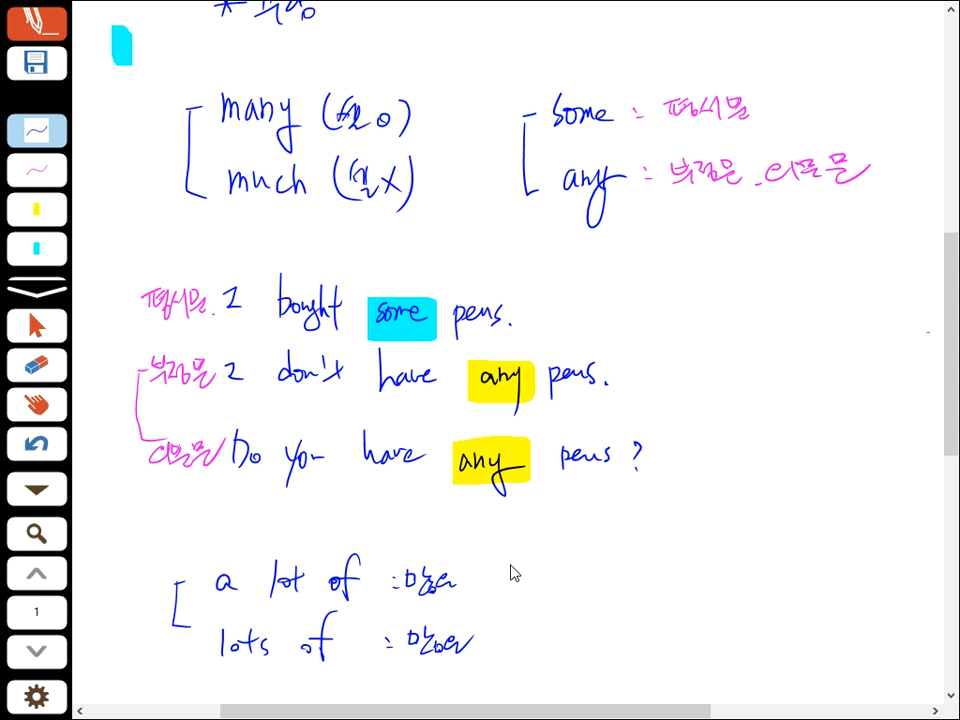 many (셀 ○) some : 평서문
much (셀 X) any : 부정문, 의문문
평서문. I bought some pens.
부정문 I don't have any pens.
의문문 Do you have any pens?
a lot of : 많은
lots of : 많은
1